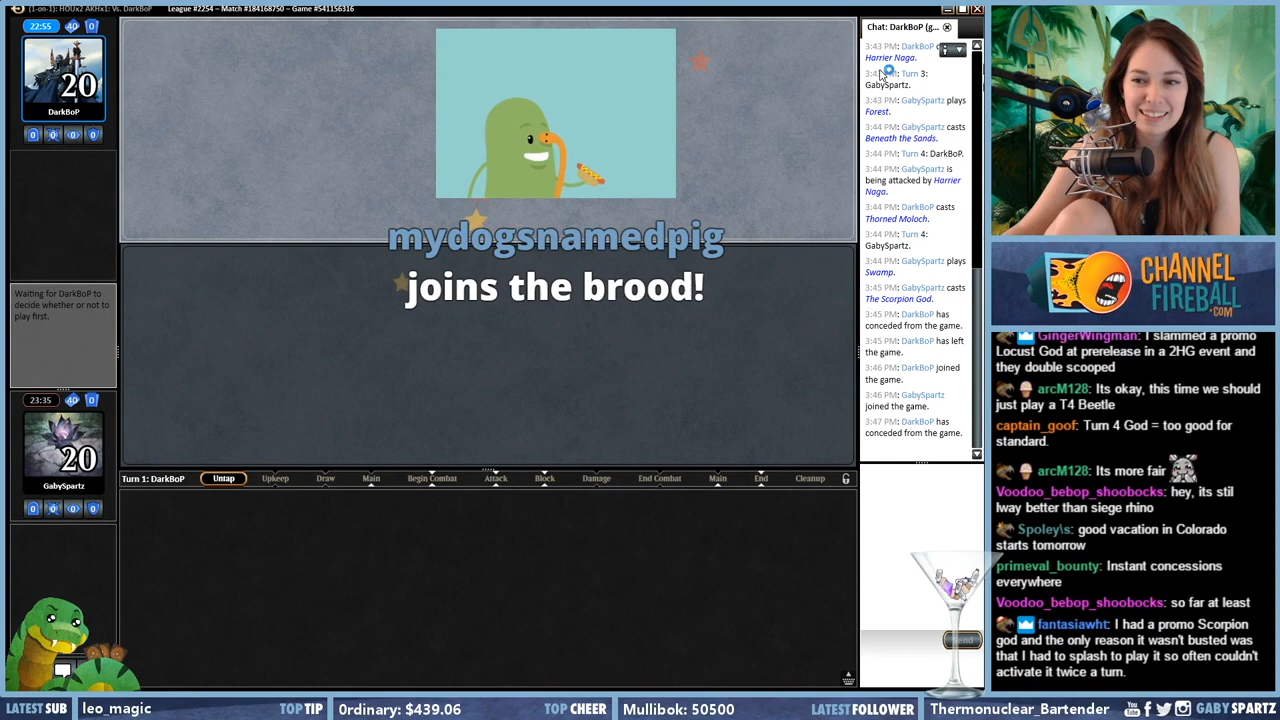 (1-on-1): HOUx2 AKHx1: Vs. DarkBoP League #2254 – Match #184168750 – Game #541156316
22:55 40 0
20
DarkBoP
0 0 0 0
Waiting for DarkBoP to
decide whether or not to
play first.
23:35 40 0
20
GabySpartz
0 0 0 0
mydogsnamedpig
joins the brood!
Turn 1: DarkBoP Untap Upkeep Draw Main Begin Combat Attack Block Damage End Combat Main End Cleanup
Chat: DarkBoP (g...
3:43 PM: DarkBoP
Harrier Naga.
Turn 3:
GabySpartz.
3:43 PM: GabySpartz plays
Forest.
3:44 PM: GabySpartz casts
Beneath the Sands.
3:44 PM: Turn 4: DarkBoP.
3:44 PM: GabySpartz is
being attacked by Harrier
Naga.
3:44 PM: DarkBoP casts
Thorned Moloch.
3:44 PM: Turn 4:
GabySpartz.
3:44 PM: GabySpartz plays
Swamp.
3:45 PM: GabySpartz casts
The Scorpion God.
3:45 PM: DarkBoP has
conceded from the game.
3:45 PM: DarkBoP has left
the game.
3:46 PM: DarkBoP joined
the game.
3:46 PM: GabySpartz
joined the game.
3:47 PM: DarkBoP has
conceded from the game.
Send
CHANNEL
FIREBALL
.COM
GingerWingman: I slammed a promo
Locust God at prerelease in a 2HG event and
they double scooped
arcM128: Its okay, this time we should
just play a T4 Beetle
captain_goof: Turn 4 God = too good for
standard.
arcM128: Its more fair
Voodoo_bebop_shoobocks: hey, its stil
lway better than siege rhino
Spoley\s: good vacation in Colorado
starts tomorrow
primeval_bounty: Instant concessions
everywhere
Voodoo_bebop_shoobocks: so far at least
fantasiawht: I had a promo Scorpion
god and the only reason it wasn't busted was
that I had to splash to play it so often couldn't
activate it twice a turn.
LATEST SUB leo_magic TOP TIP Ordinary: $439.06 TOP CHEER Mullibok: 50500 LATEST FOLLOWER Thermonuclear_Bartender You Tube GABY SPARTZ